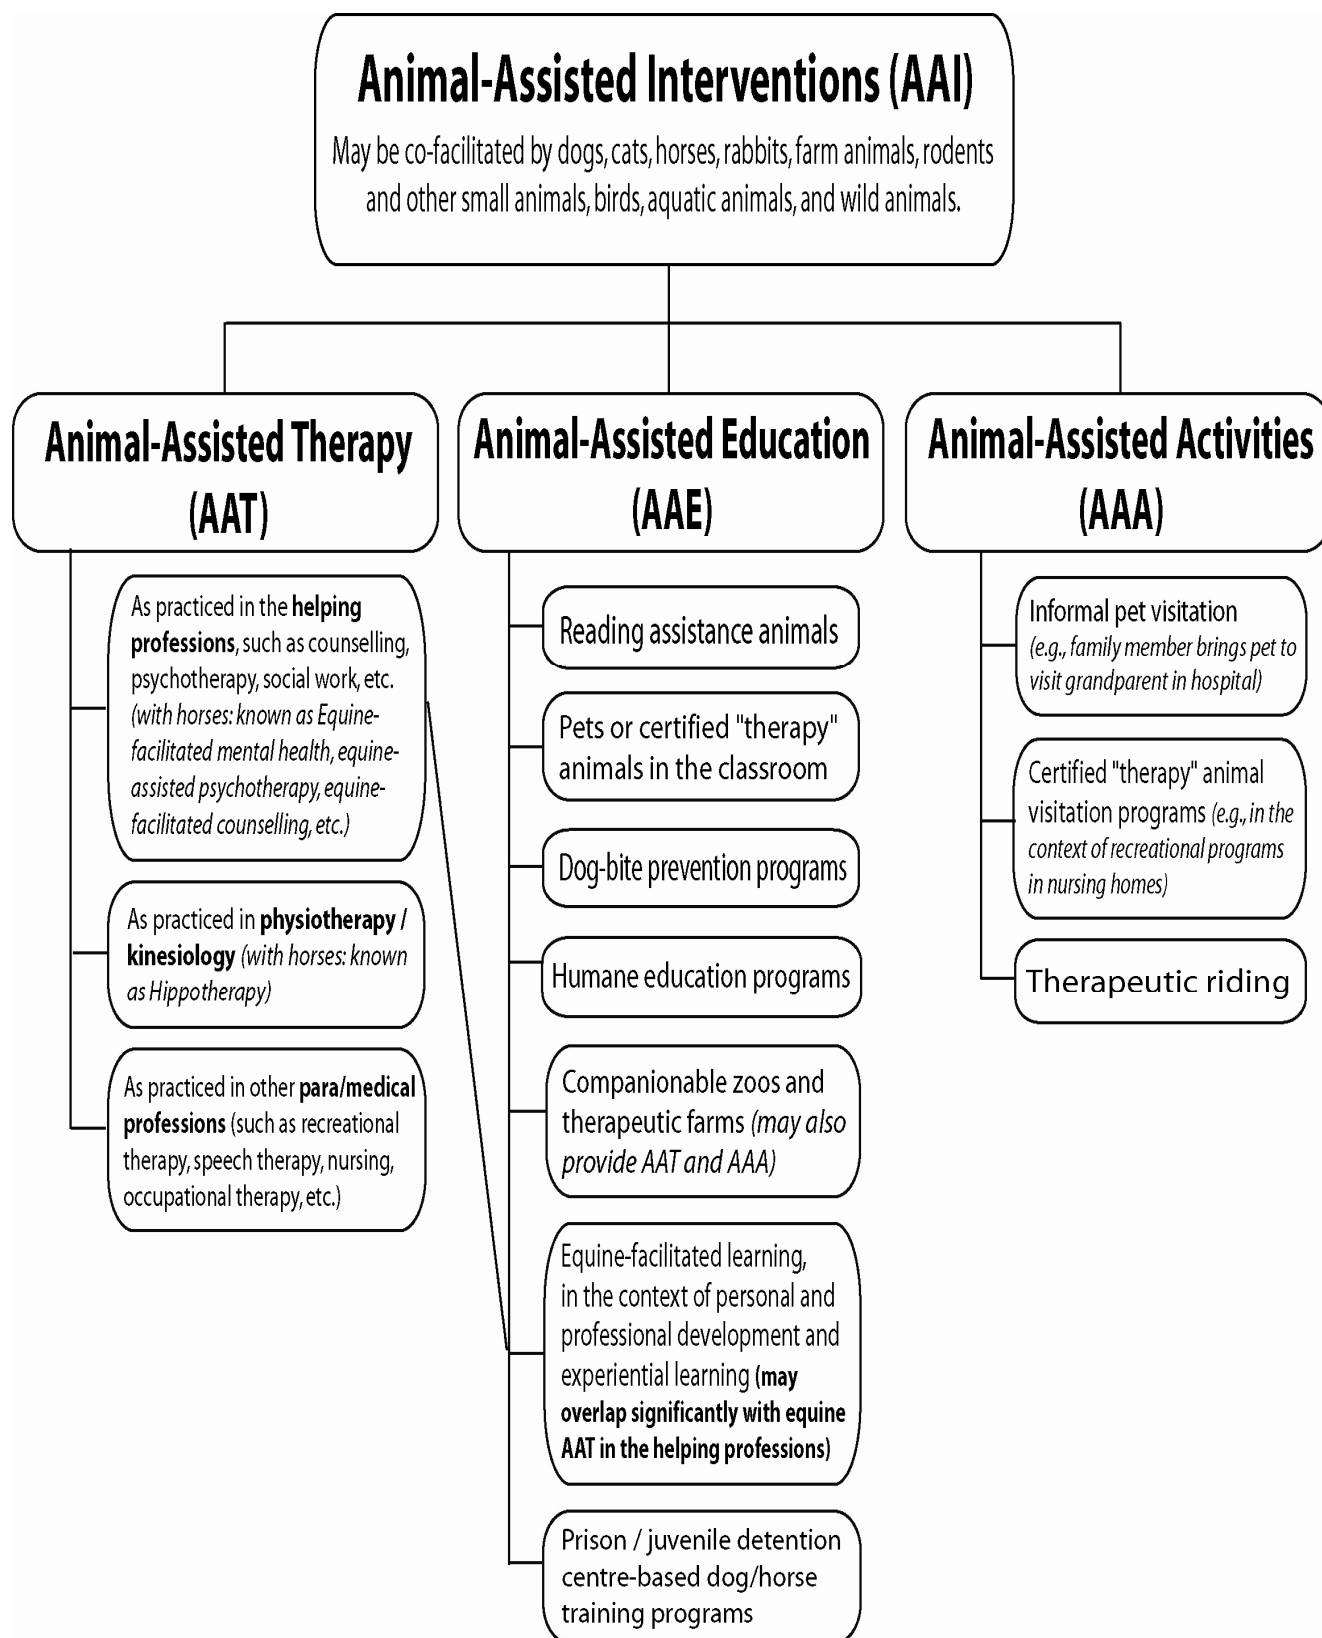 Animal-Assisted Interventions (AAI)
May be co-facilitated by dogs, cats, horses, rabbits, farm animals, rodents
and other small animals, birds, aquatic animals, and wild animals.
Animal-Assisted Therapy
(AAT)
As practiced in the helping
professions, such as counselling,
psychotherapy, social work, etc.
(with horses: known as Equine-
facilitated mental health, equine-
assisted psychotherapy, equine-
facilitated counselling, etc.)
As practiced in physiotherapy /
kinesiology (with horses: known
as Hippotherapy)
As practiced in other para/medical
professions (such as recreational
therapy, speech therapy, nursing,
occupational therapy, etc.)
Animal-Assisted Education
(AAE)
Reading assistance animals
Pets or certified "therapy"
animals in the classroom
Dog-bite prevention programs
Humane education programs
Companionable zoos and
therapeutic farms (may also
provide AAT and AAA)
Equine-facilitated learning,
in the context of personal and
professional development and
experiential learning (may
overlap significantly with equine
AAT in the helping professions)
Prison / juvenile detention
centre-based dog/horse
training programs
Animal-Assisted Activities
(AAA)
Informal pet visitation
(e.g., family member brings pet to
visit grandparent in hospital)
Certified "therapy" animal
visitation programs (e.g., in the
context of recreational programs
in nursing homes)
Therapeutic riding